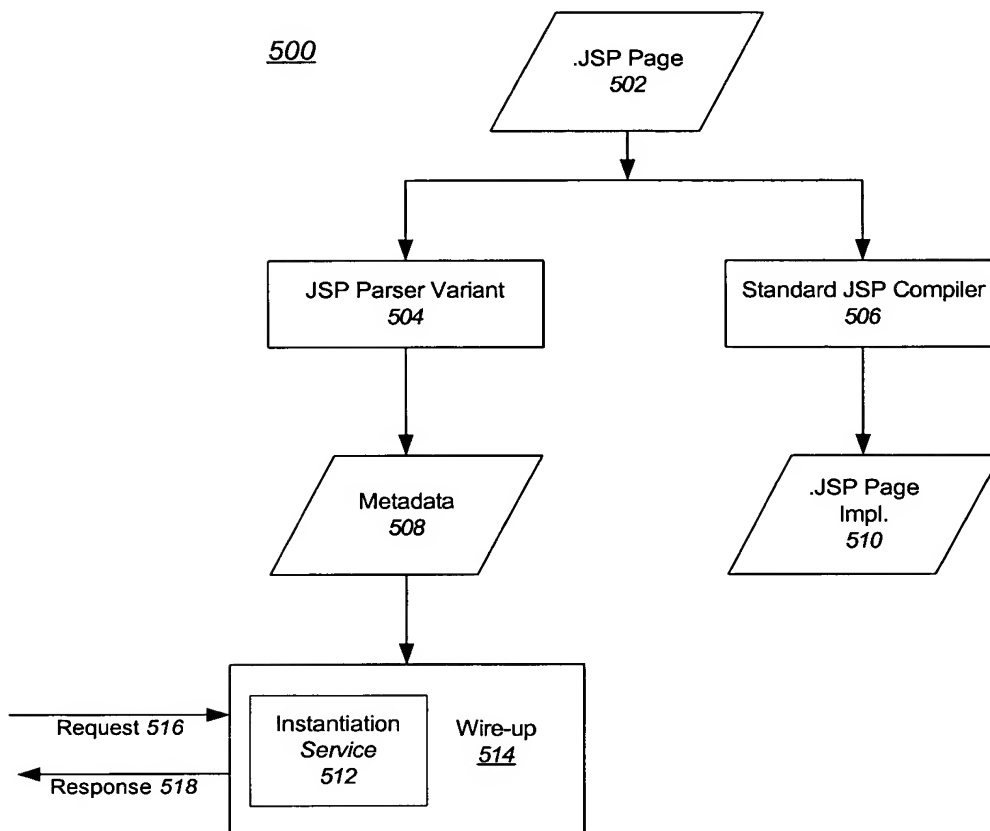 500
.JSP Page
502
JSP Parser Variant
504
Standard JSP Compiler
506
Metadata
508
.JSP Page
Impl.
510
Request 516
Response 518
Instantiation
Service
512
Wire-up
514